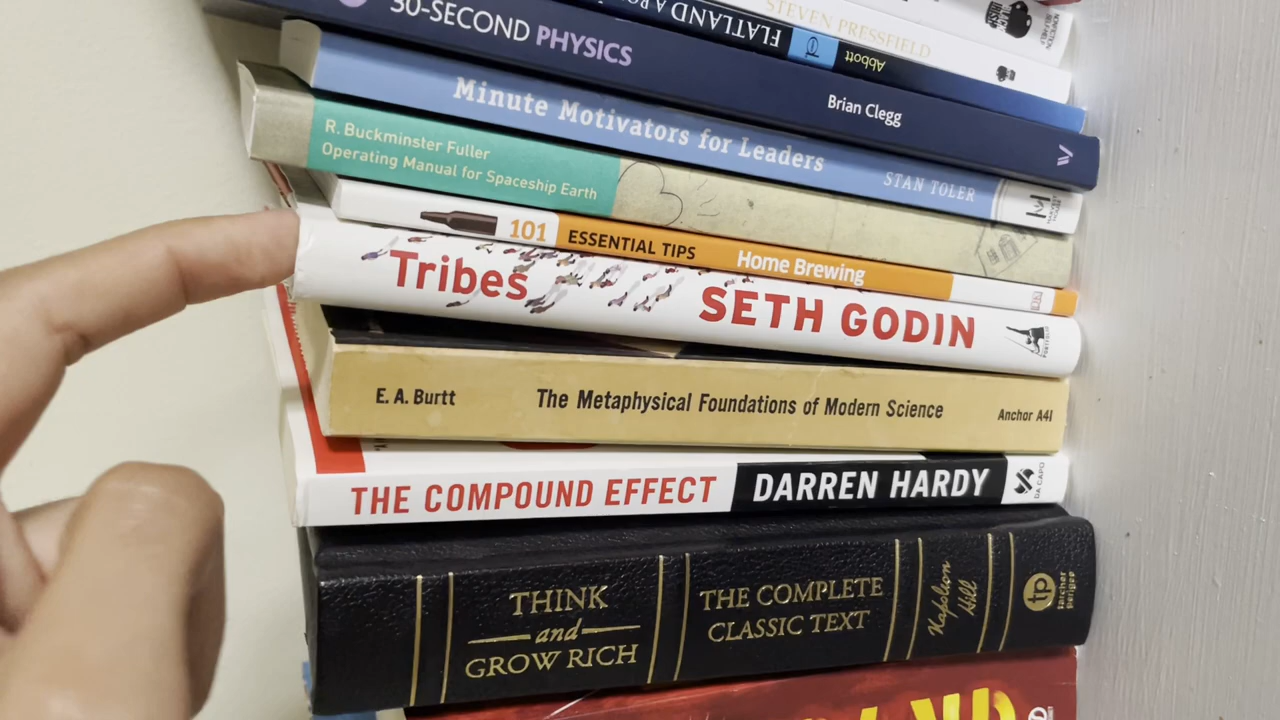 STEVEN PRESSFIELD
FLATLAND
Abbott
30-SECOND PHYSICS
Brian Clegg
Minute Motivators for Leaders
STAN TOLER
R. Buckminster Fuller
Operating Manual for Spaceship Earth
101 ESSENTIAL TIPS Home Brewing
Tribes SETH GODIN
PORTFOLIO
E. A. Burtt The Metaphysical Foundations of Modern Science Anchor A41
THE COMPOUND EFFECT DARREN HARDY
DA CAPO
THINK
and
GROW RICH
THE COMPLETE
CLASSIC TEXT
Napoleon
Hill
tp
tarcher
perigee